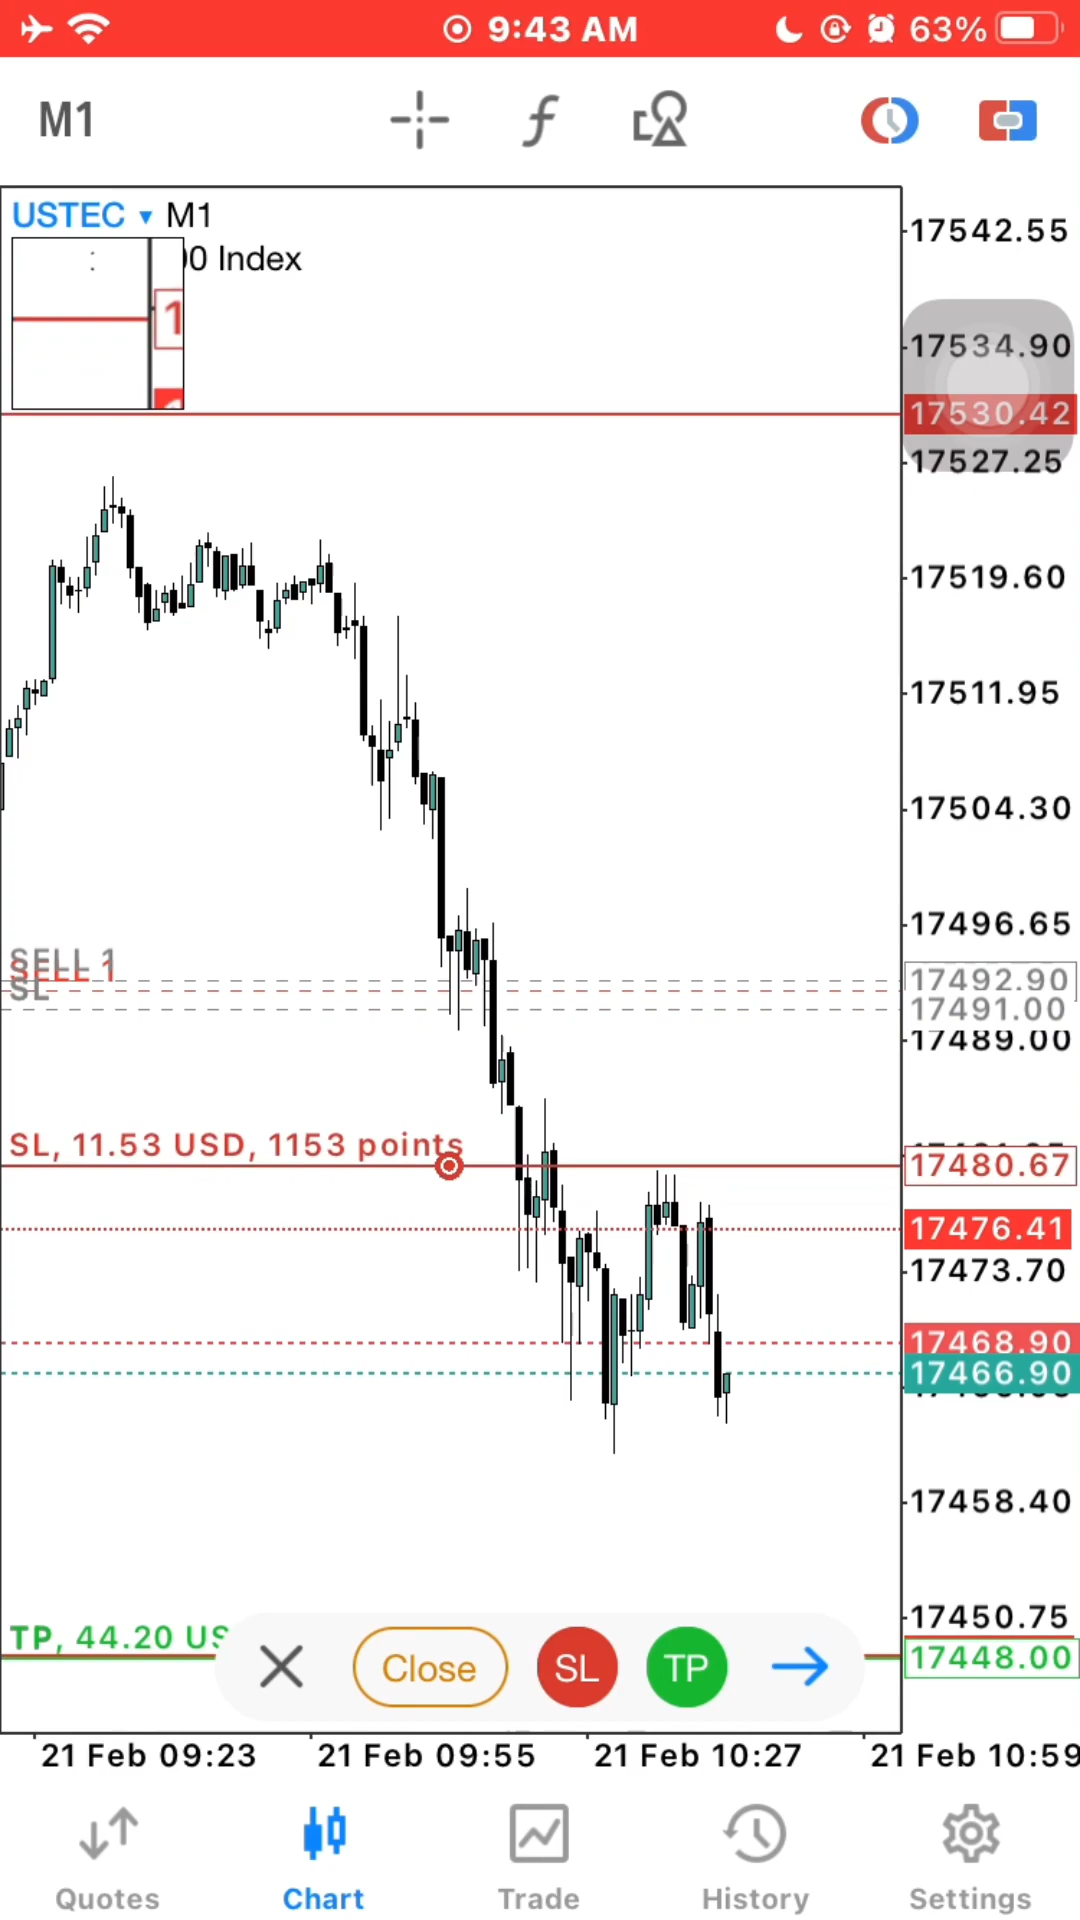 9:43 AM
63%
M1
USTEC ▾ M1
00 Index
1
17542.55
17534.90
17530.42
17527.25
17519.60
17511.95
17504.30
17496.65
SELL 1
SELL 1
SL
17492.90
17491.00
17489.00
SL, 11.53 USD, 1153 points
17480.67
17476.41
17473.70
17468.90
17466.90
17458.40
17450.75
TP, 44.20 US
17448.00
Close
SL
TP
21 Feb 09:23
21 Feb 09:55
21 Feb 10:27
21 Feb 10:59
Quotes
Chart
Trade
History
Settings